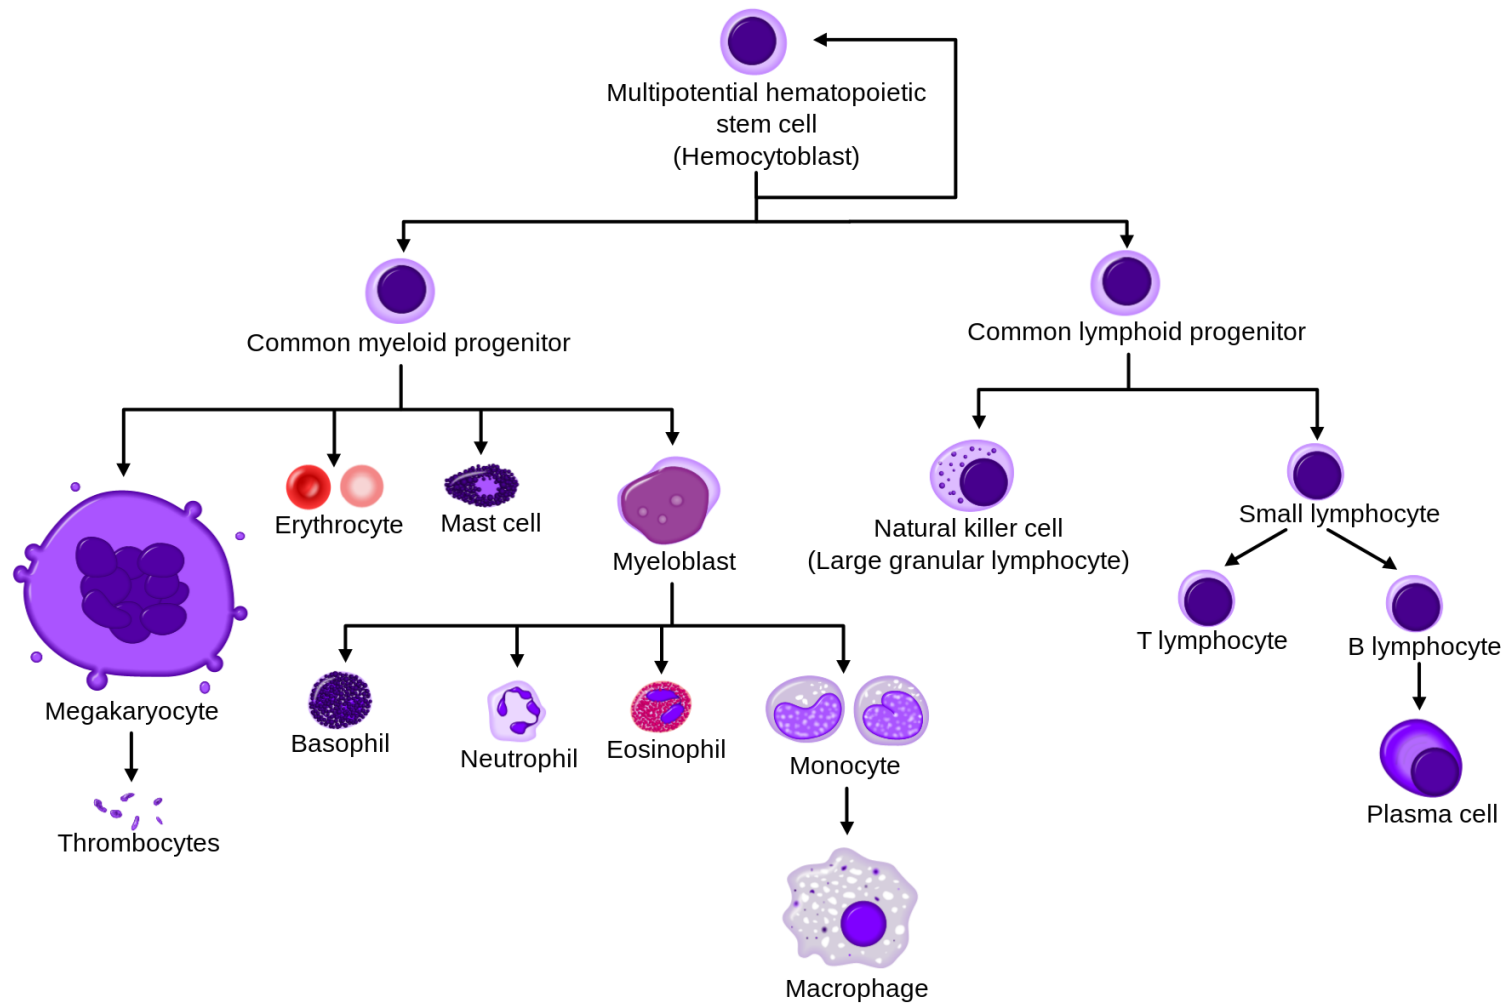 Multipotential hematopoietic
stem cell
(Hemocytoblast)
Common myeloid progenitor
Common lymphoid progenitor
Erythrocyte
Mast cell
Myeloblast
Natural killer cell
(Large granular lymphocyte)
Small lymphocyte
T lymphocyte
B lymphocyte
Megakaryocyte
Basophil
Neutrophil
Eosinophil
Monocyte
Plasma cell
Thrombocytes
Macrophage